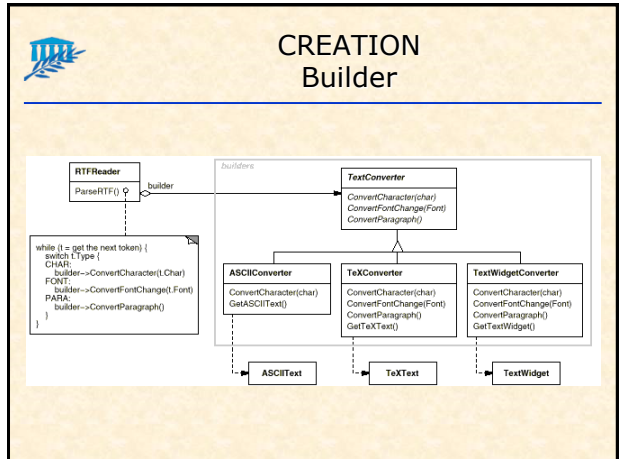 CREATION
Builder
builders
RTFReader
ParseRTF()
builder
TextConverter
ConvertCharacter(char)
ConvertFontChange(Font)
ConvertParagraph()
while (t = get the next token) {
switch t.Type {
CHAR:
builder->ConvertCharacter(t.Char)
FONT:
builder->ConvertFontChange(t.Font)
PARA:
builder->ConvertParagraph()
}
}
ASCIIConverter
ConvertCharacter(char)
GetASCIIText()
TeXConverter
ConvertCharacter(char)
ConvertFontChange(Font)
ConvertParagraph()
GetTeXText()
TextWidgetConverter
ConvertCharacter(char)
ConvertFontChange(Font)
ConvertParagraph()
GetTextWidget()
ASCIIText
TeXText
TextWidget